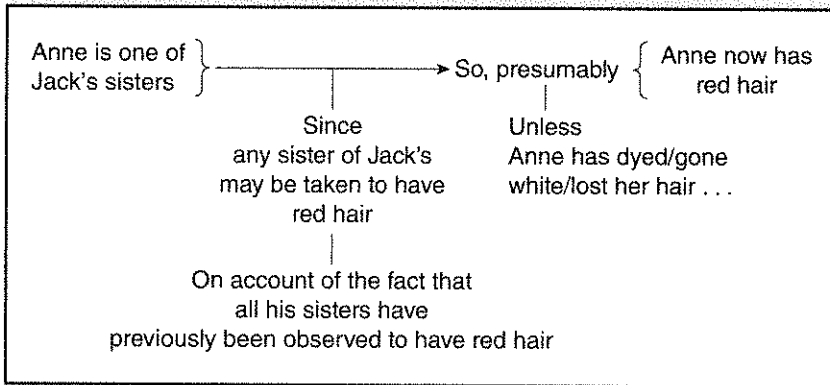 Anne is one of
Jack's sisters
So, presumably
Anne now has
red hair
Since
any sister of Jack's
may be taken to have
red hair
Unless
Anne has dyed/gone
white/lost her hair . . .
On account of the fact that
all his sisters have
previously been observed to have red hair